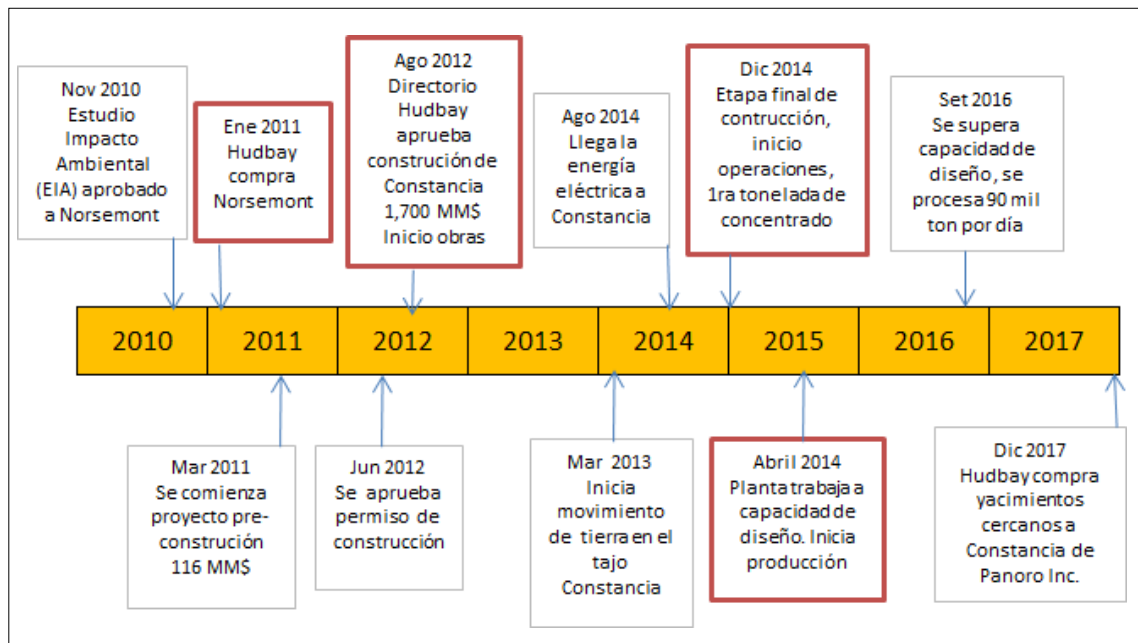 Nov 2010
Estudio
Impacto
Ambiental
(EIA) aprobado
a Norsemont
Ene 2011
Hudbay
compra
Norsemont
Ago 2012
Directorio
Hudbay
aprueba
construción de
Constancia
1,700 MM$
Inicio obras
Ago 2014
Llega la
energía
eléctrica a
Constancia
Dic 2014
Etapa final de
contrucción,
inicio
operaciones,
1ra tonelada de
concentrado
Set 2016
Se supera
capacidad de
diseño, se
procesa 90 mil
ton por día
2010 2011 2012 2013 2014 2015 2016 2017
Mar 2011
Se comienza
proyecto pre-
construción
116 MM$
Jun 2012
Se aprueba
permiso de
construcción
Mar 2013
Inicia
movimiento
de tierra en el
tajo
Constancia
Abril 2014
Planta trabaja a
capacidad de
diseño. Inicia
producción
Dic 2017
Hudbay compra
yacimientos
cercanos a
Constancia de
Panoro Inc.